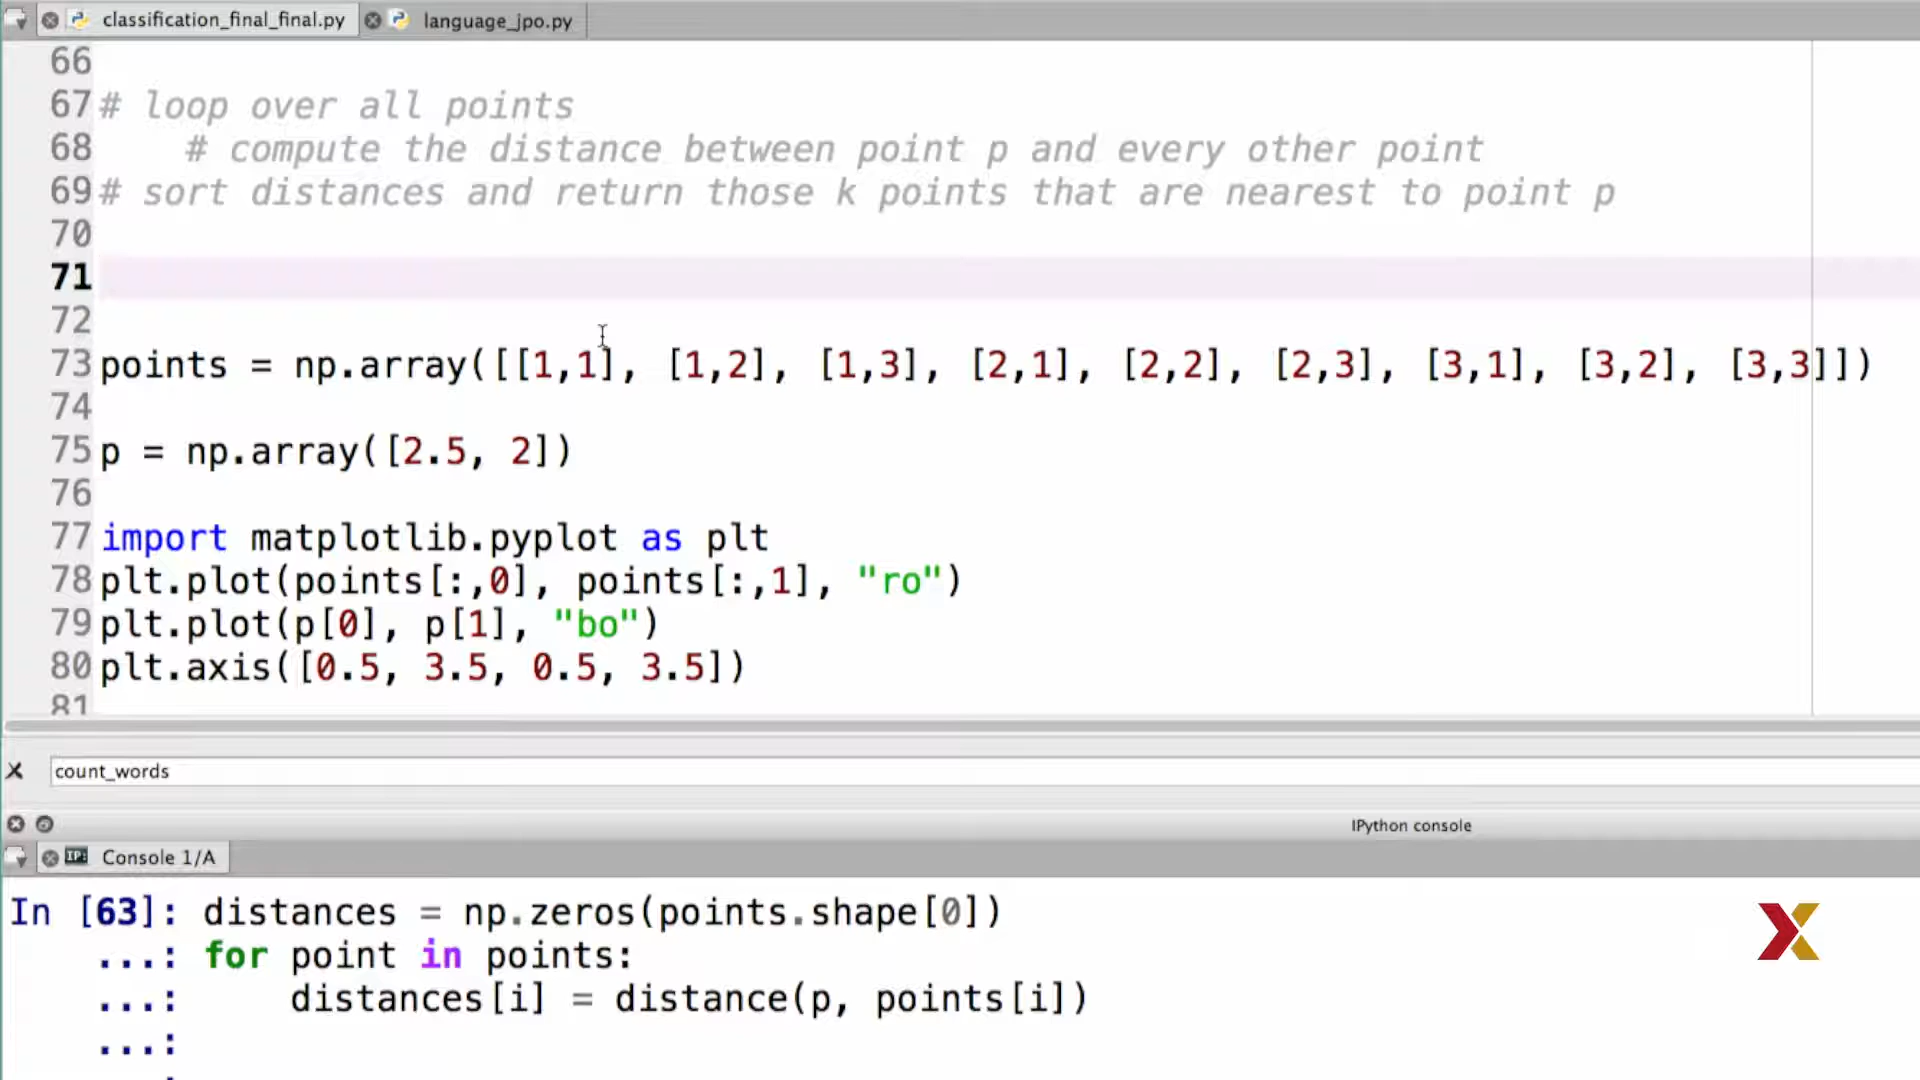 classification_final_final.py language_jpo.py
66
67 # loop over all points
68 # compute the distance between point p and every other point
69 # sort distances and return those k points that are nearest to point p
70
71
72
73 points = np.array([[1,1], [1,2], [1,3], [2,1], [2,2], [2,3], [3,1], [3,2], [3,3]])
74
75 p = np.array([2.5, 2])
76
77 import matplotlib.pyplot as plt
78 plt.plot(points[:,0], points[:,1], "ro")
79 plt.plot(p[0], p[1], "bo")
80 plt.axis([0.5, 3.5, 0.5, 3.5])
81
count_words
IPython console
IP: Console 1/A
In [63]: distances = np.zeros(points.shape[0])
...: for point in points:
...: distances[i] = distance(p, points[i])
...: